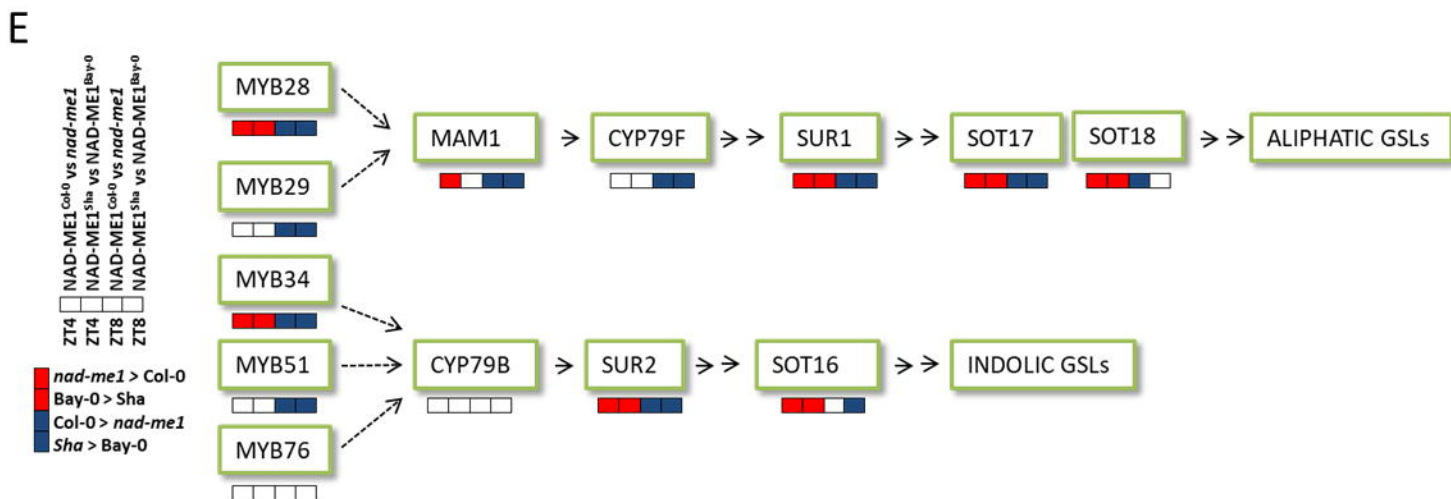 E
ZT4 NAD-ME1Col-0 vs nad-me1
ZT4 NAD-ME1Sha vs NAD-ME1Bay-0
ZT8 NAD-ME1Col-0 vs nad-me1
ZT8 NAD-ME1Sha vs NAD-ME1Bay-0
nad-me1 > Col-0
Bay-0 > Sha
Col-0 > nad-me1
Sha > Bay-0
MYB28
MYB29
MAM1
CYP79F
SUR1
SOT17
SOT18
ALIPHATIC GSLs
MYB34
MYB51
MYB76
CYP79B
SUR2
SOT16
INDOLIC GSLs